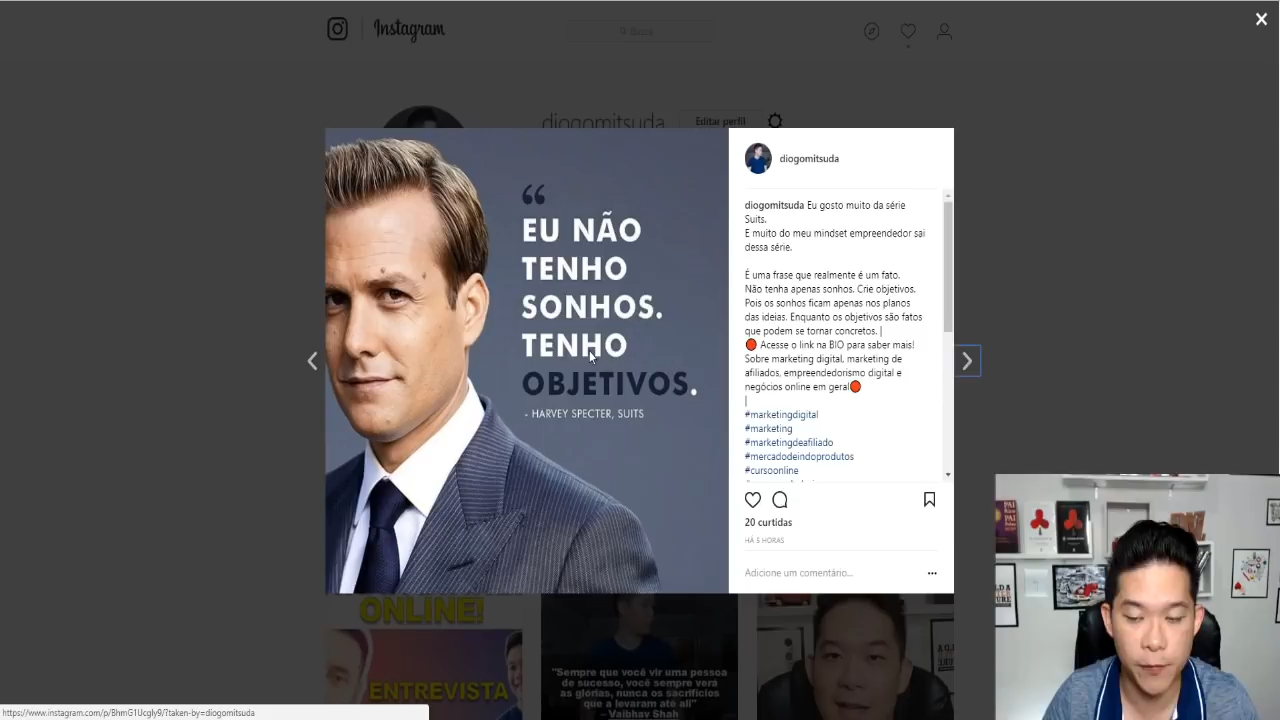 Instagram
Busca
diogomitsuda
Editar perfil
“
EU NÃO
TENHO
SONHOS.
TENHO
OBJETIVOS.
- HARVEY SPECTER, SUITS
diogomitsuda
diogomitsuda Eu gosto muito da série
Suits.
E muito do meu mindset empreendedor sai
dessa série.
É uma frase que realmente é um fato.
Não tenha apenas sonhos. Crie objetivos.
Pois os sonhos ficam apenas nos planos
das ideias. Enquanto os objetivos são fatos
que podem se tornar concretos. |
🔴 Acesse o link na BIO para saber mais!
Sobre marketing digital, marketing de
afiliados, empreendedorismo digital e
negócios online em geral🔴
|
#marketingdigital
#marketing
#marketingdeafiliado
#mercadodeindoprodutos
#cursoonline
20 curtidas
HÁ 5 HORAS
Adicione um comentário...
ONLINE!
ENTREVISTA
"Sempre que você vir uma pessoa
de sucesso, você sempre verá
as glórias, nunca os sacrifícios
que a levaram até ali"
– Vaibhav Shah
https://www.instagram.com/p/BhmG1Ucgly9/?taken-by=diogomitsuda